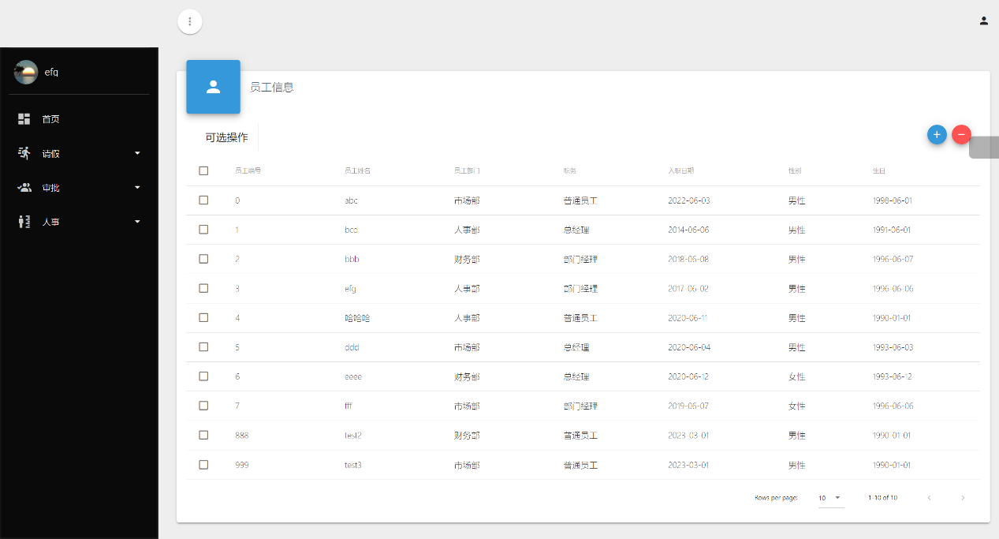 efq
首页
请假
审批
人事
员工信息
可选操作
员工编号 员工姓名 员工部门 职务 入职日期 性别 生日
0 abc 市场部 普通员工 2022-06-03 男性 1998-06-01
1 bcd 人事部 总经理 2014-06-06 男性 1991-06-01
2 bbb 财务部 部门经理 2018-06-08 男性 1996-06-07
3 efg 人事部 部门经理 2017-06-02 男性 1996-06-06
4 哈哈哈 人事部 普通员工 2020-06-11 男性 1990-01-01
5 ddd 市场部 总经理 2020-06-04 男性 1993-06-03
6 eeee 财务部 总经理 2020-06-12 女性 1993-06-12
7 fff 市场部 部门经理 2019-06-07 女性 1996-06-06
888 test2 财务部 普通员工 2023-03-01 男性 1990-01-01
999 test3 市场部 普通员工 2023-03-01 男性 1990-01-01
Rows per page: 10 1-10 of 10